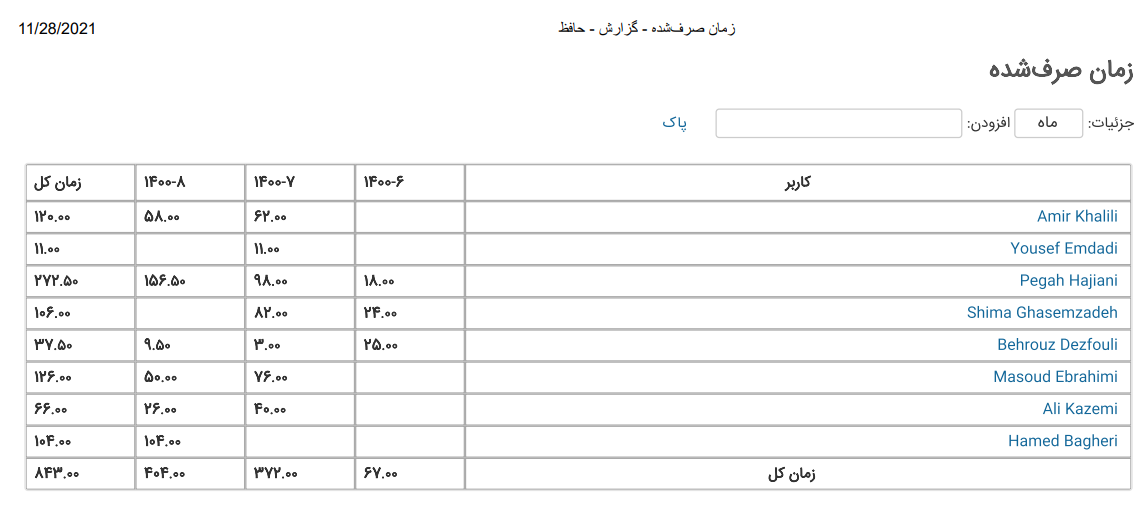 11/28/2021 زمان صرف‌شده - گزارش - حافظ
زمان صرف‌شده
جزئیات: ماه افزودن: پاک
کاربر ۱۴۰۰-۶ ۱۴۰۰-۷ ۱۴۰۰-۸ زمان کل
Amir Khalili ۶۲.۰۰ ۵۸.۰۰ ۱۲۰.۰۰
Yousef Emdadi ۱۱.۰۰ ۱۱.۰۰
Pegah Hajiani ۱۸.۰۰ ۹۸.۰۰ ۱۵۶.۵۰ ۲۷۲.۵۰
Shima Ghasemzadeh ۲۴.۰۰ ۸۲.۰۰ ۱۰۶.۰۰
Behrouz Dezfouli ۲۵.۰۰ ۳.۰۰ ۹.۵۰ ۳۷.۵۰
Masoud Ebrahimi ۷۶.۰۰ ۵۰.۰۰ ۱۲۶.۰۰
Ali Kazemi ۴۰.۰۰ ۲۶.۰۰ ۶۶.۰۰
Hamed Bagheri ۱۰۴.۰۰ ۱۰۴.۰۰
زمان کل ۶۷.۰۰ ۳۷۲.۰۰ ۴۰۴.۰۰ ۸۴۳.۰۰